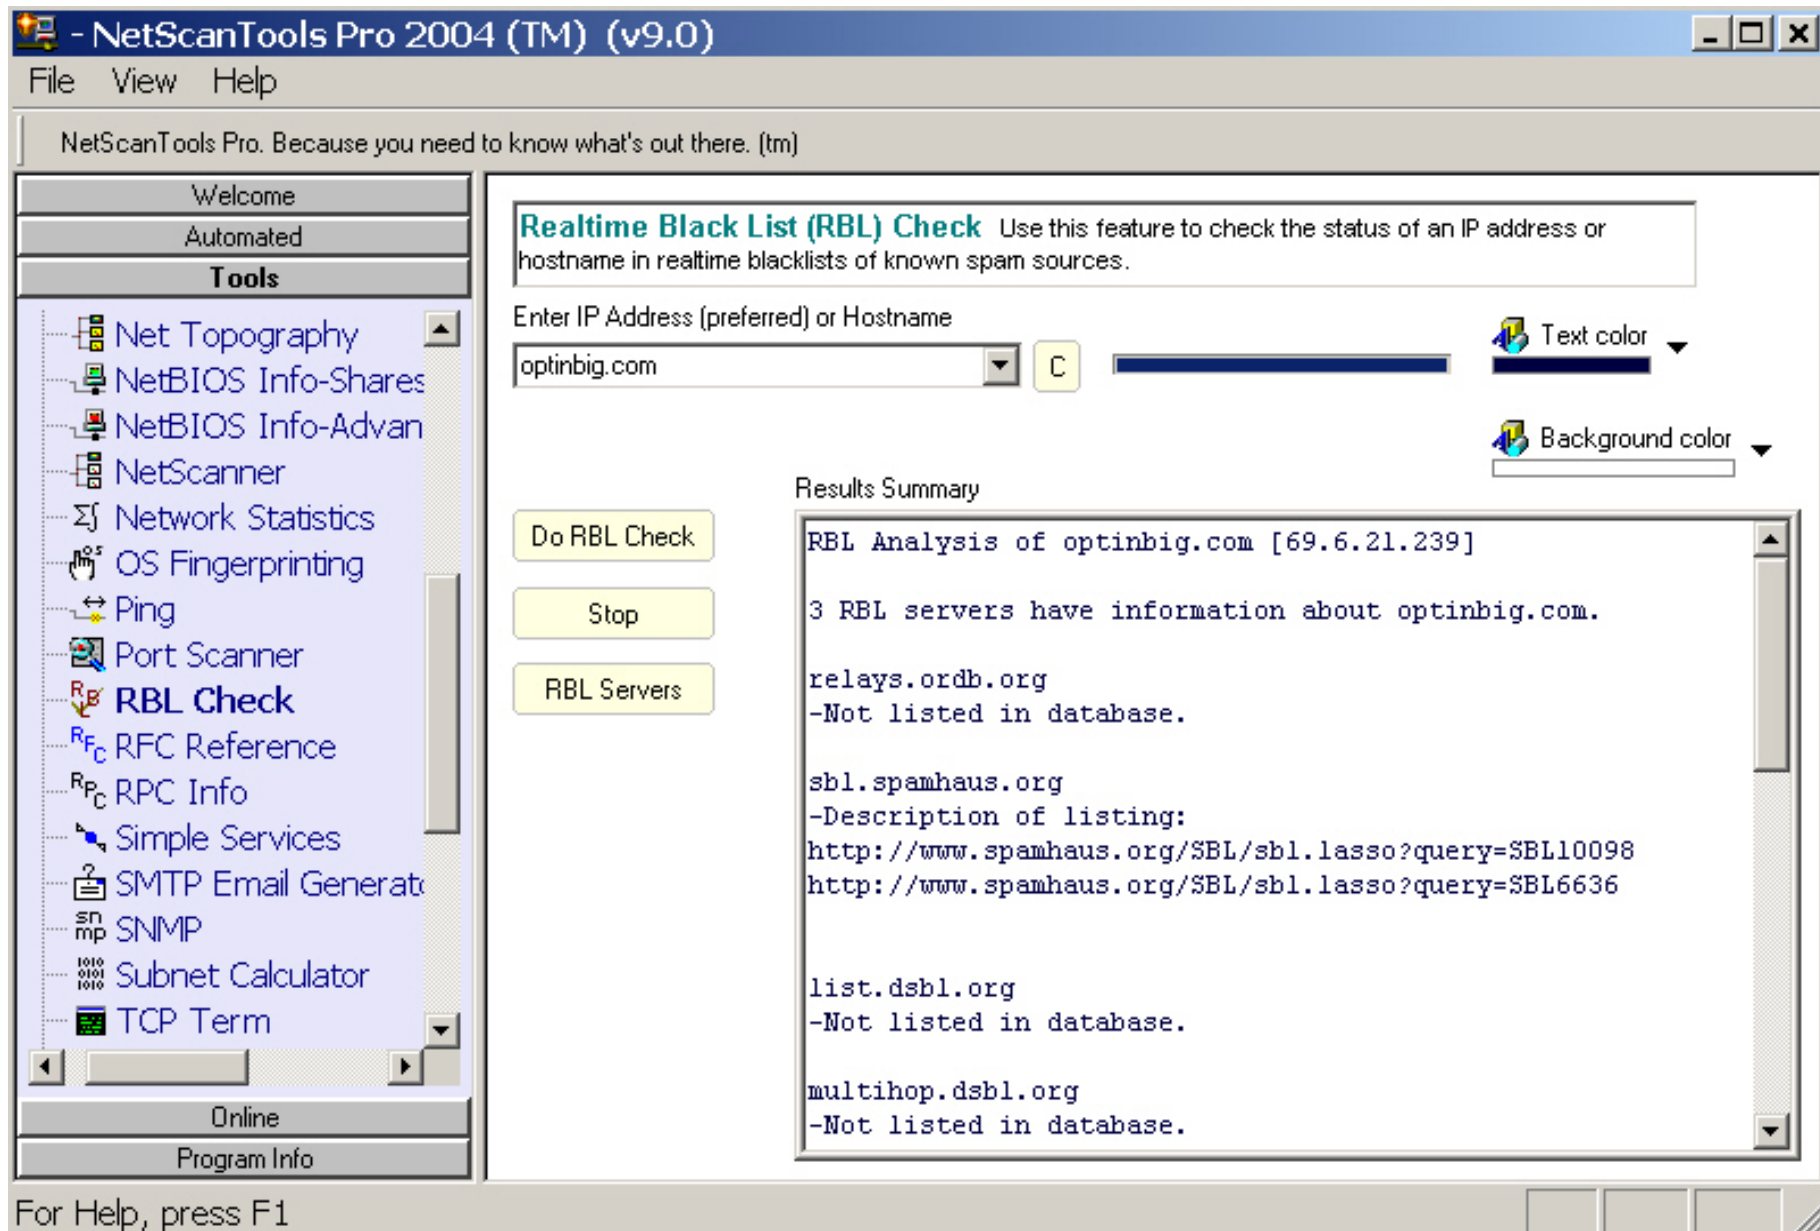 - NetScanTools Pro 2004 (TM) (v9.0)
File View Help
NetScanTools Pro. Because you need to know what's out there. (tm)
Welcome
Automated
Tools
Net Topography
NetBIOS Info-Shares
NetBIOS Info-Advan
NetScanner
Network Statistics
OS Fingerprinting
Ping
Port Scanner
RBL Check
RFC Reference
RPC Info
Simple Services
SMTP Email Generato
SNMP
Subnet Calculator
TCP Term
Online
Program Info
Realtime Black List (RBL) Check Use this feature to check the status of an IP address or
hostname in realtime blacklists of known spam sources.
Enter IP Address (preferred) or Hostname
optinbig.com
C
Text color
Background color
Do RBL Check
Stop
RBL Servers
Results Summary
RBL Analysis of optinbig.com [69.6.21.239]
3 RBL servers have information about optinbig.com.
relays.ordb.org
-Not listed in database.
sbl.spamhaus.org
-Description of listing:
http://www.spamhaus.org/SBL/sbl.lasso?query=SBL10098
http://www.spamhaus.org/SBL/sbl.lasso?query=SBL6636
list.dsbl.org
-Not listed in database.
multihop.dsbl.org
-Not listed in database.
For Help, press F1